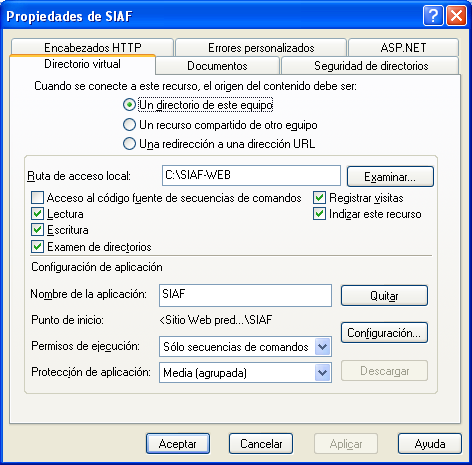 Propiedades de SIAF
Encabezados HTTP
Errores personalizados
ASP.NET
Directorio virtual
Documentos
Seguridad de directorios
Cuando se conecte a este recurso, el origen del contenido debe ser:
Un directorio de este equipo
Un recurso compartido de otro equipo
Una redirección a una dirección URL
Ruta de acceso local:
C:\SIAF-WEB
Examinar...
Acceso al código fuente de secuencias de comandos
Registrar visitas
Lectura
Indizar este recurso
Escritura
Examen de directorios
Configuración de aplicación
Nombre de la aplicación:
SIAF
Quitar
Punto de inicio:
<Sitio Web pred...\SIAF
Configuración...
Permisos de ejecución:
Sólo secuencias de comandos
Protección de aplicación:
Media (agrupada)
Descargar
Aceptar
Cancelar
Aplicar
Ayuda